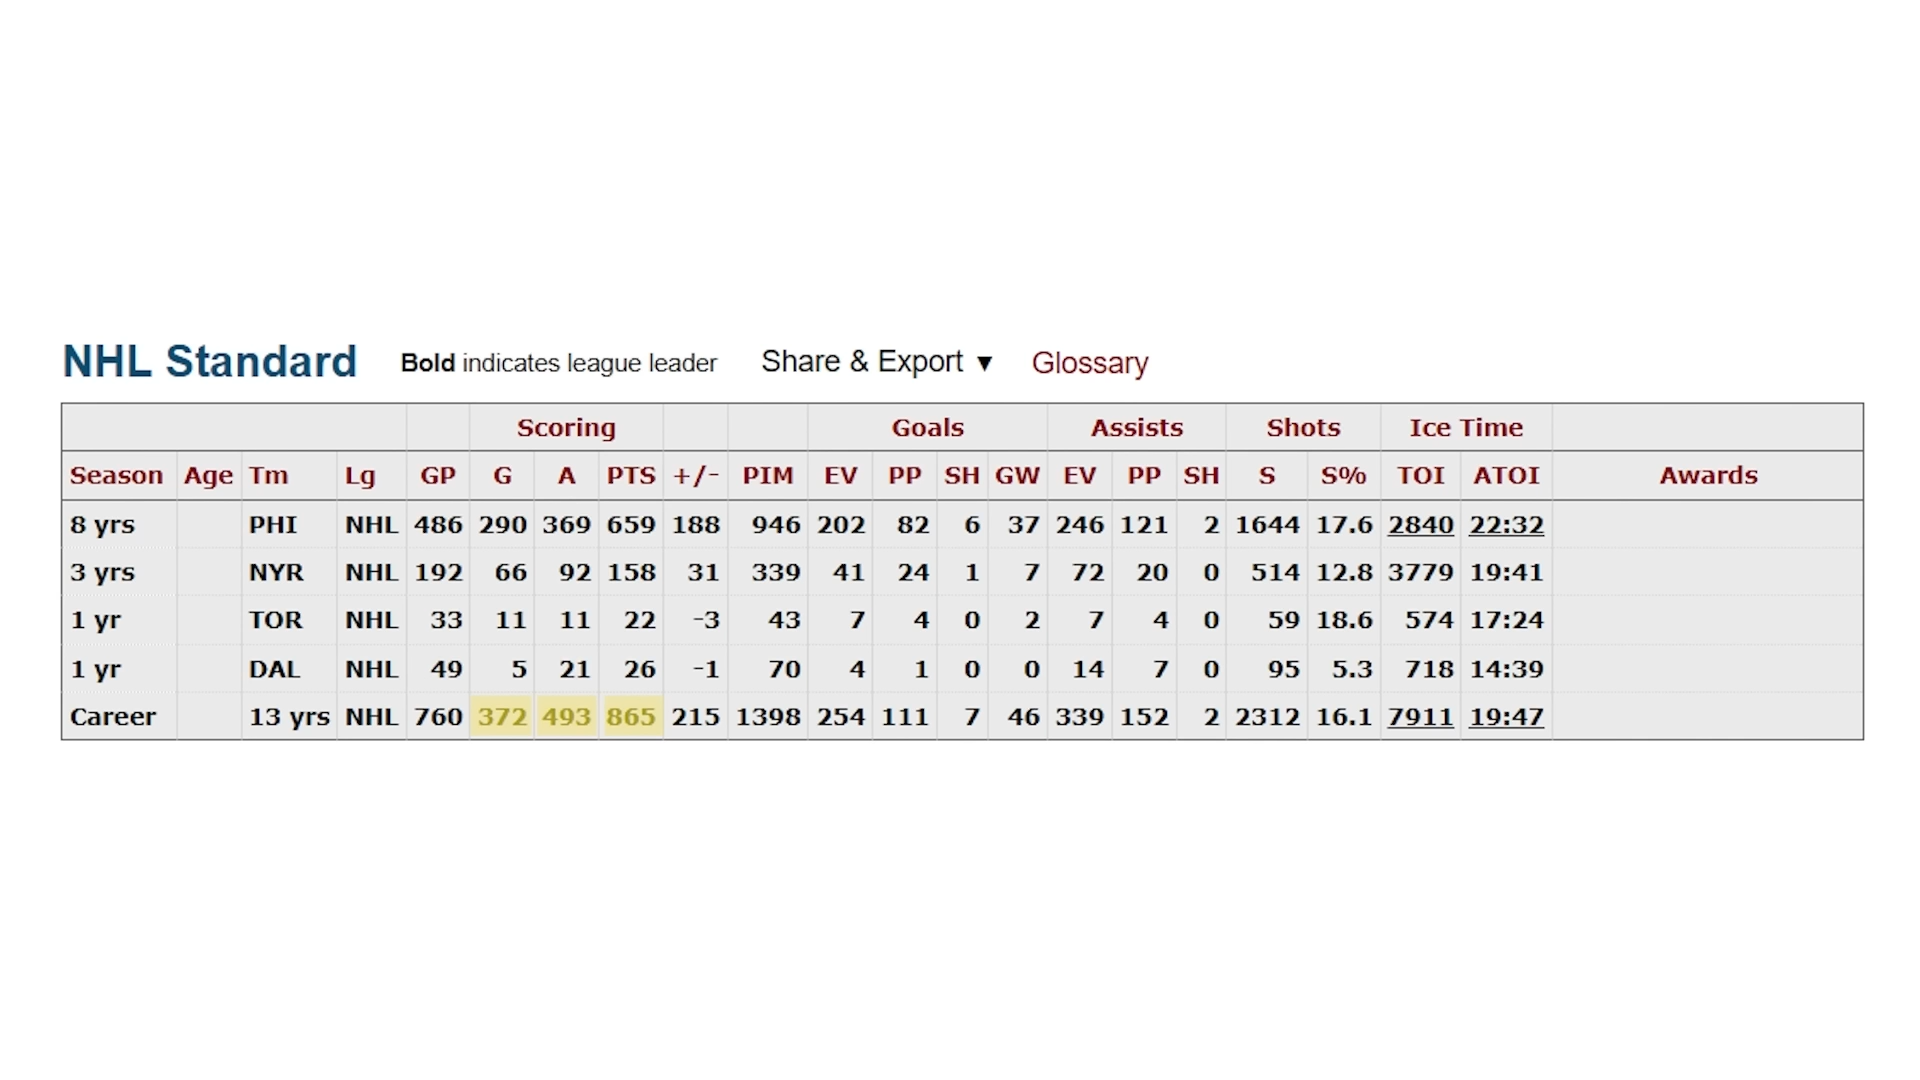 NHL Standard Bold indicates league leader Share & Export ▼ Glossary
Scoring Goals Assists Shots Ice Time
Season Age Tm Lg GP G A PTS +/- PIM EV PP SH GW EV PP SH S S% TOI ATOI Awards
8 yrs PHI NHL 486 290 369 659 188 946 202 82 6 37 246 121 2 1644 17.6 2840 22:32
3 yrs NYR NHL 192 66 92 158 31 339 41 24 1 7 72 20 0 514 12.8 3779 19:41
1 yr TOR NHL 33 11 11 22 -3 43 7 4 0 2 7 4 0 59 18.6 574 17:24
1 yr DAL NHL 49 5 21 26 -1 70 4 1 0 0 14 7 0 95 5.3 718 14:39
Career 13 yrs NHL 760 372 493 865 215 1398 254 111 7 46 339 152 2 2312 16.1 7911 19:47